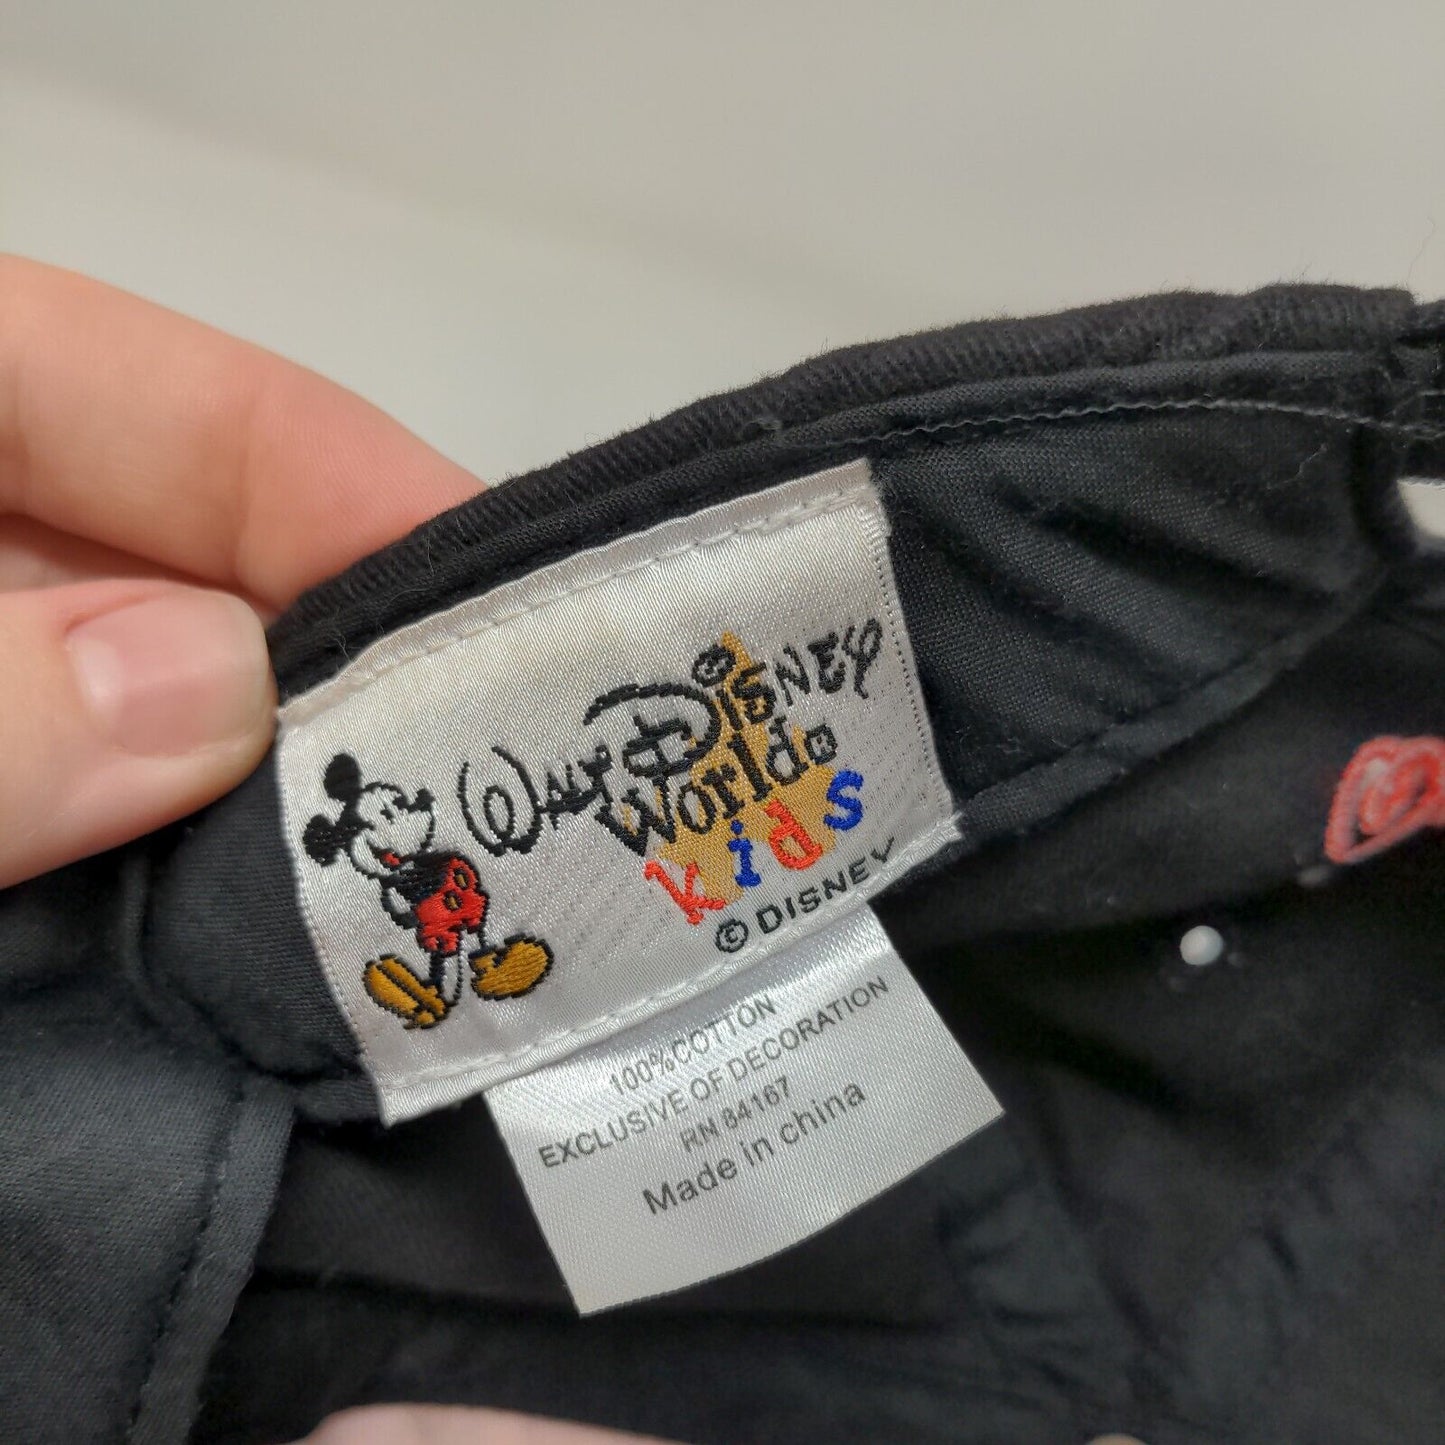 Walt Disney
World®
kids
© DISNEY
100%COTTON
EXCLUSIVE OF DECORATION
RN 84167
Made in china